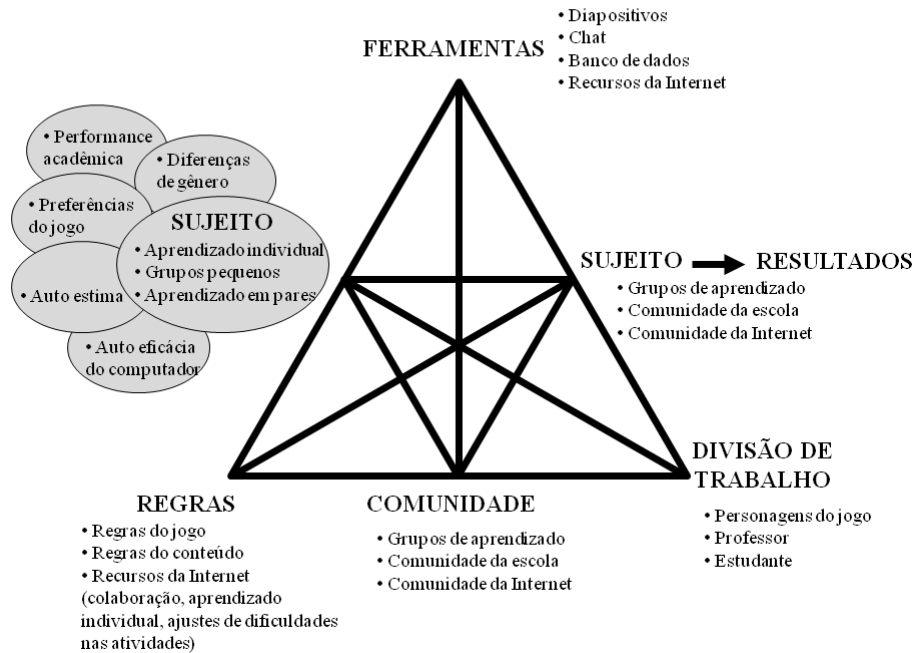 FERRAMENTAS
• Diapositivos
• Chat
• Banco de dados
• Recursos da Internet
• Performance
acadêmica
• Diferenças
de gênero
• Preferências
do jogo
SUJEITO
• Aprendizado individual
• Grupos pequenos
• Aprendizado em pares
• Auto estima
• Auto eficácia
do computador
SUJEITO
RESULTADOS
• Grupos de aprendizado
• Comunidade da escola
• Comunidade da Internet
DIVISÃO DE
TRABALHO
• Personagens do jogo
• Professor
• Estudante
REGRAS
• Regras do jogo
• Regras do conteúdo
• Recursos da Internet
(colaboração, aprendizado
individual, ajustes de dificuldades
nas atividades)
COMUNIDADE
• Grupos de aprendizado
• Comunidade da escola
• Comunidade da Internet